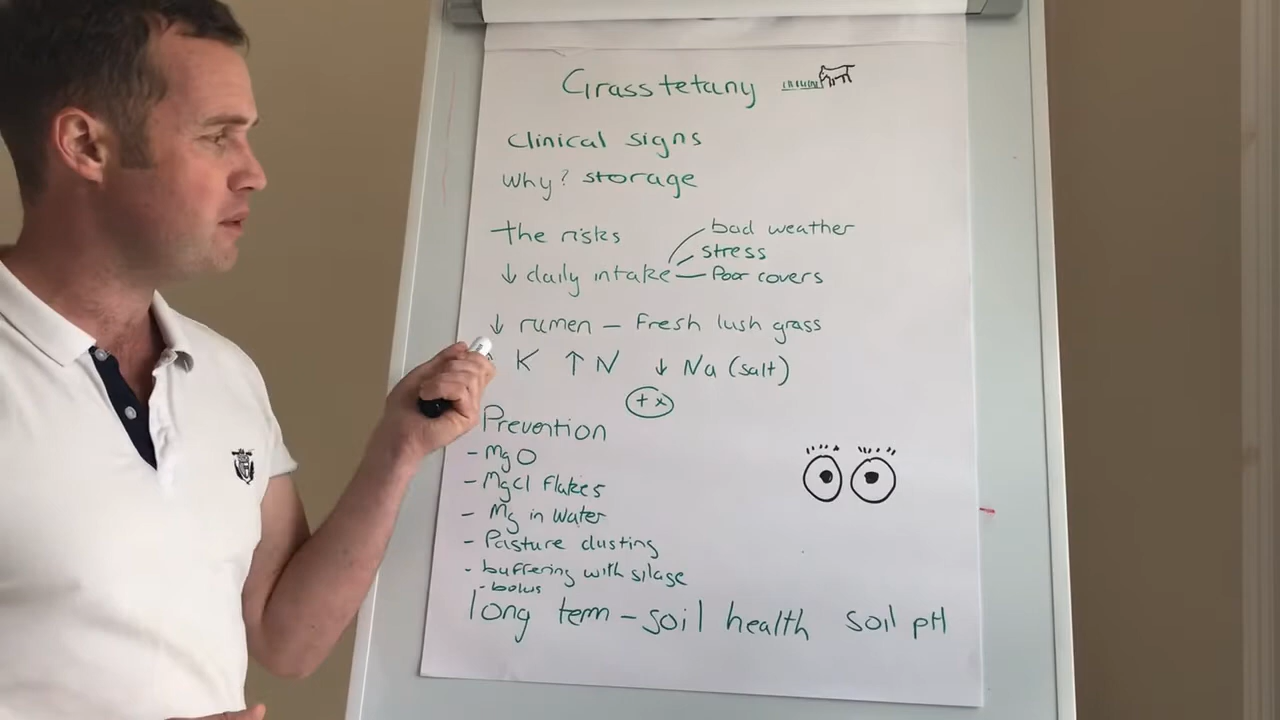 Grass tetany
Clinical signs
Why? storage
the risks
bad weather
stress
↓ daily intake — Poor covers
↓ rumen — Fresh lush grass
K ↑ N ↓ Na (salt)
+ x
Prevention
- MgO
- MgCl flakes
- Mg in water
- Pasture dusting
- buffering with silage
- bolus
long term - soil health soil pH